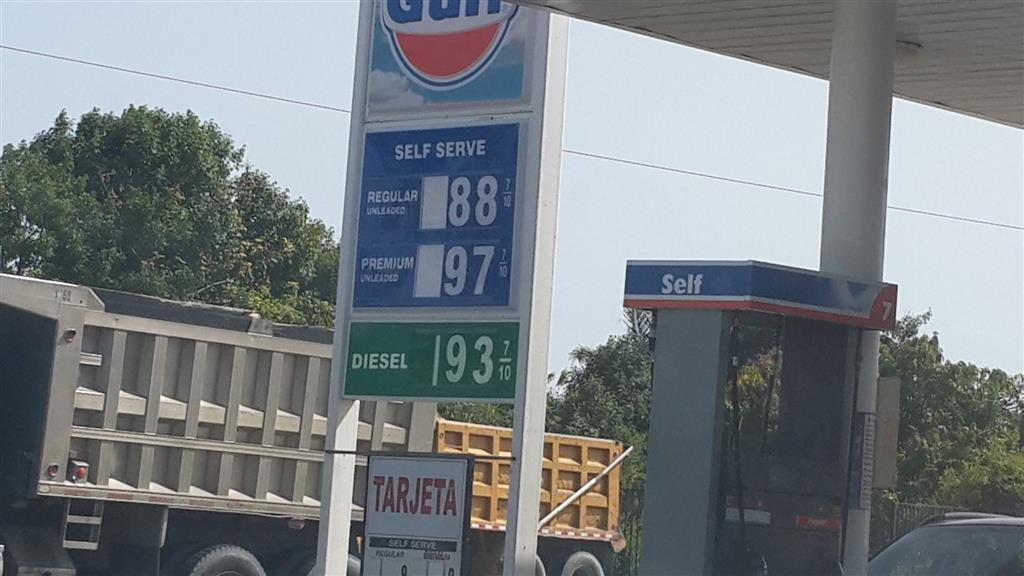 Gulf
SELF SERVE
REGULAR 88 7/10
UNLEADED
PREMIUM 97 7/10
UNLEADED
DIESEL 193 7/10
Self 7
TARJETA
SELF SERVE
REGULAR